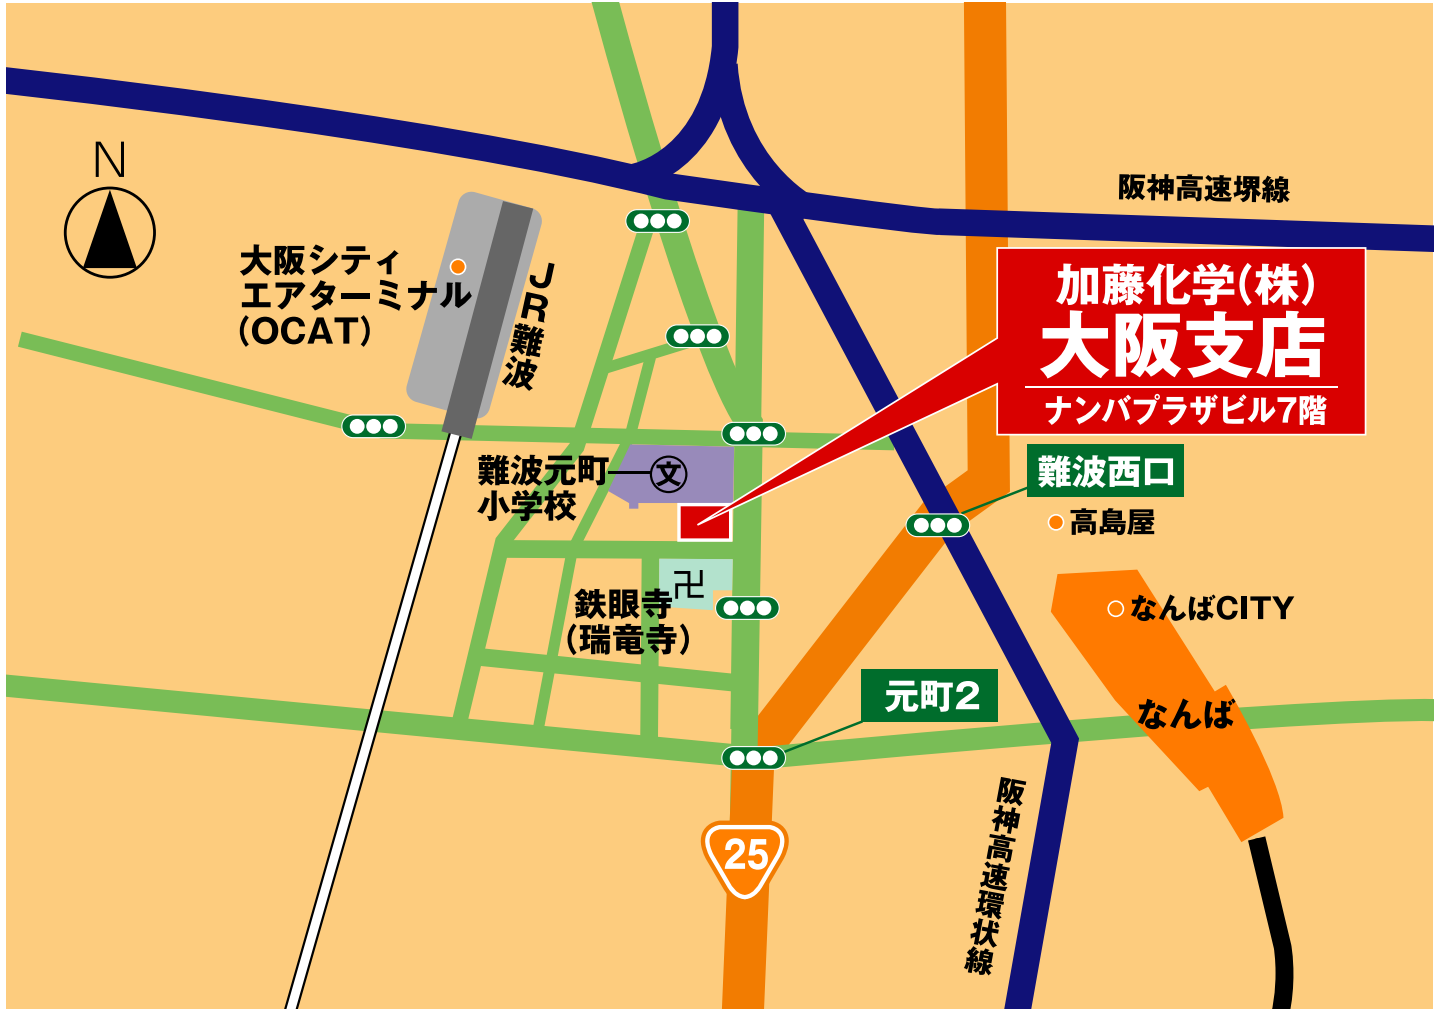 N
阪神高速堺線
大阪シティ
エアターミナル
(OCAT)
JR難波
加藤化学(株)
大阪支店
ナンバプラザビル7階
難波元町
小学校
文
難波西口
高島屋
卍
鉄眼寺
(瑞竜寺)
なんばCITY
元町2
なんば
阪神高速環状線
25